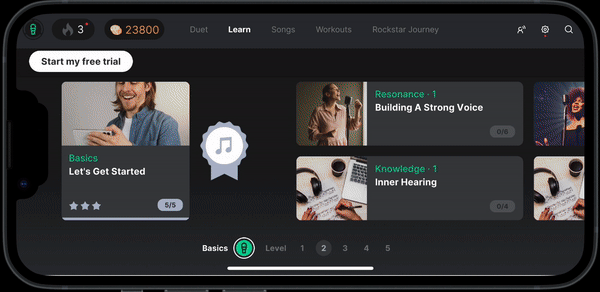 3
23800
Duet
Learn
Songs
Workouts
Rockstar Journey
Start my free trial
Basics
Let's Get Started
5/5
Resonance · 1
Building A Strong Voice
0/6
Knowledge · 1
Inner Hearing
0/4
Basics
Level
1
2
3
4
5